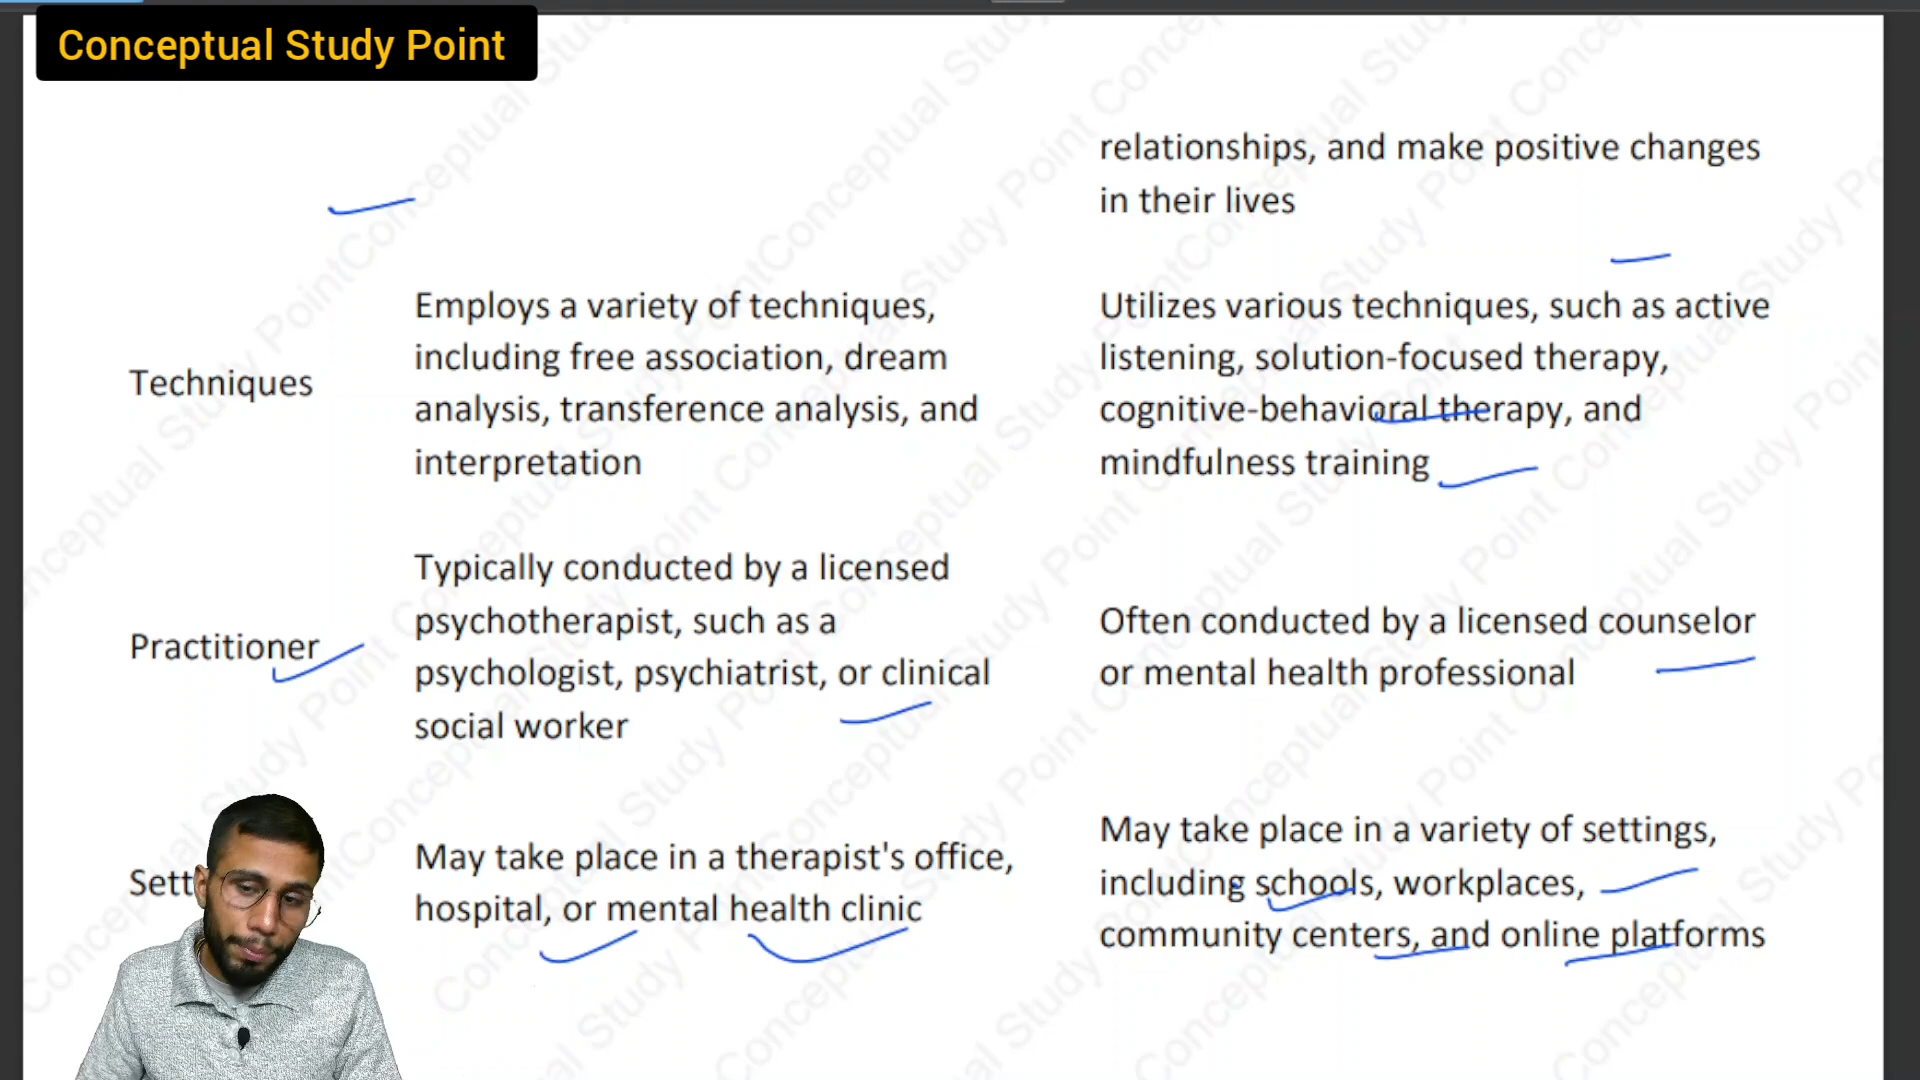 Conceptual Study Point
relationships, and make positive changes
in their lives
Techniques
Employs a variety of techniques,
including free association, dream
analysis, transference analysis, and
interpretation
Utilizes various techniques, such as active
listening, solution-focused therapy,
cognitive-behavioral therapy, and
mindfulness training
Practitioner
Typically conducted by a licensed
psychotherapist, such as a
psychologist, psychiatrist, or clinical
social worker
Often conducted by a licensed counselor
or mental health professional
Sett
May take place in a therapist's office,
hospital, or mental health clinic
May take place in a variety of settings,
including schools, workplaces,
community centers, and online platforms